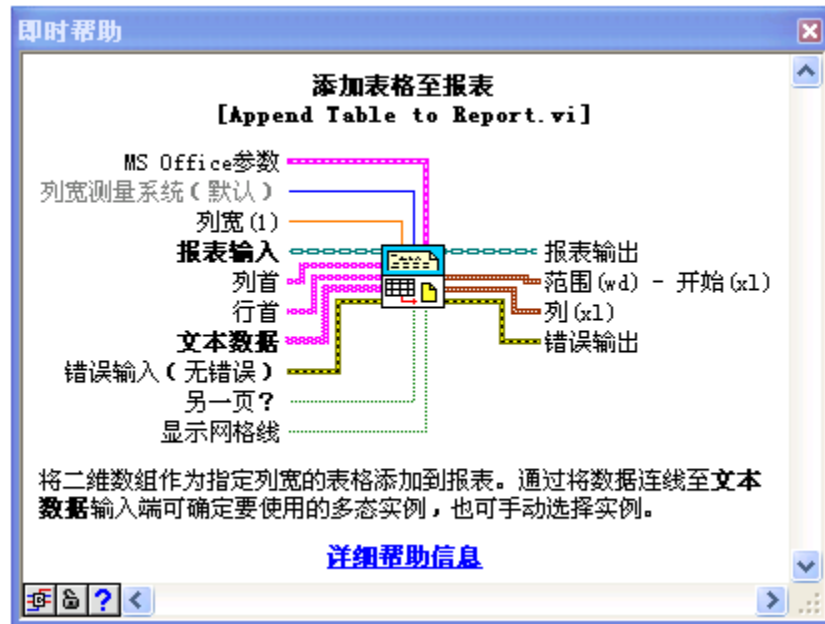 即时帮助
添加表格至报表
[Append Table to Report.vi]
MS Office参数
列宽测量系统(默认)
列宽(1)
报表输入
报表输出
列首
范围(wd) - 开始(xl)
行首
列(xl)
文本数据
错误输出
错误输入(无错误)
另一页?
显示网格线
将二维数组作为指定列宽的表格添加到报表。通过将数据连线至文本
数据输入端可确定要使用的多态实例,也可手动选择实例。
详细帮助信息
?